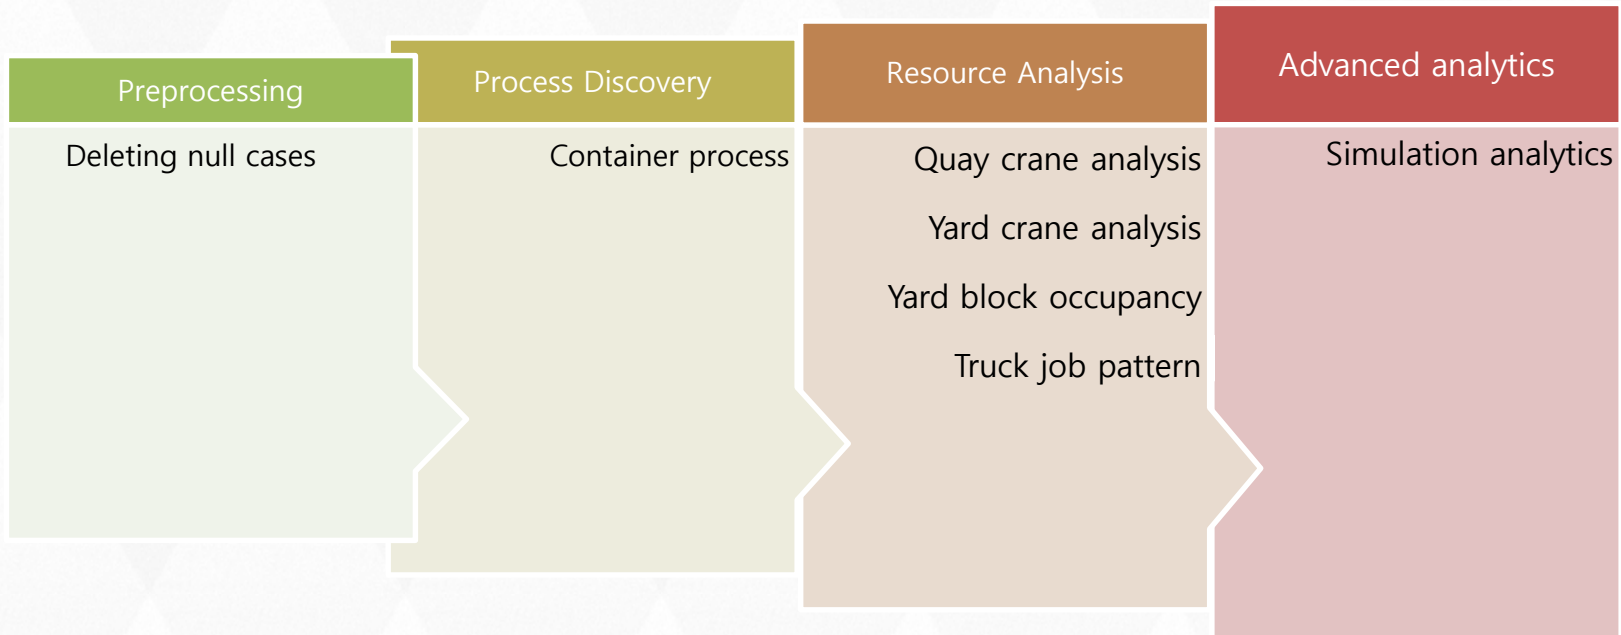 Preprocessing
Deleting null cases
Process Discovery
Container process
Resource Analysis
Quay crane analysis
Yard crane analysis
Yard block occupancy
Truck job pattern
Advanced analytics
Simulation analytics